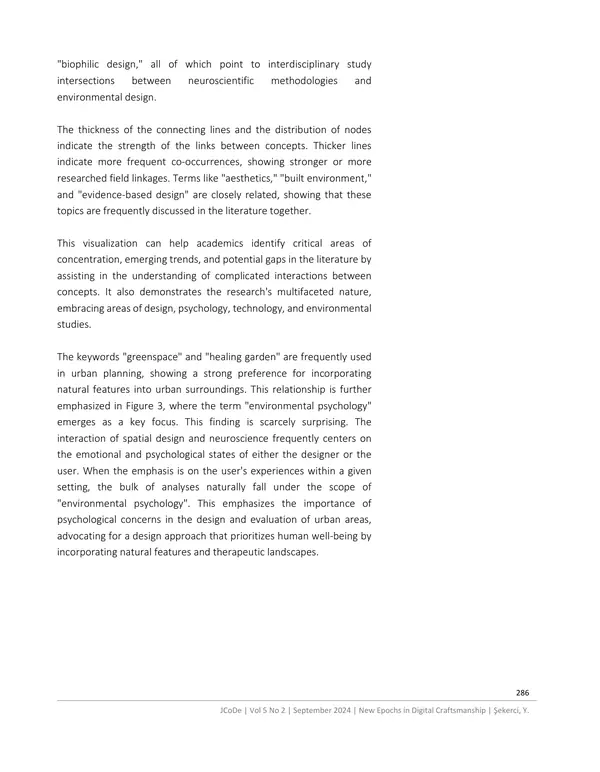 "biophilic design," all of which point to interdisciplinary study
intersections between neuroscientific methodologies and
environmental design.
The thickness of the connecting lines and the distribution of nodes
indicate the strength of the links between concepts. Thicker lines
indicate more frequent co-occurrences, showing stronger or more
researched field linkages. Terms like "aesthetics," "built environment,"
and "evidence-based design" are closely related, showing that these
topics are frequently discussed in the literature together.
This visualization can help academics identify critical areas of
concentration, emerging trends, and potential gaps in the literature by
assisting in the understanding of complicated interactions between
concepts. It also demonstrates the research's multifaceted nature,
embracing areas of design, psychology, technology, and environmental
studies.
The keywords "greenspace" and "healing garden" are frequently used
in urban planning, showing a strong preference for incorporating
natural features into urban surroundings. This relationship is further
emphasized in Figure 3, where the term "environmental psychology"
emerges as a key focus. This finding is scarcely surprising. The
interaction of spatial design and neuroscience frequently centers on
the emotional and psychological states of either the designer or the
user. When the emphasis is on the user's experiences within a given
setting, the bulk of analyses naturally fall under the scope of
"environmental psychology". This emphasizes the importance of
psychological concerns in the design and evaluation of urban areas,
advocating for a design approach that prioritizes human well-being by
incorporating natural features and therapeutic landscapes.
286
JCoDe | Vol 5 No 2 | September 2024 | New Epochs in Digital Craftsmanship | Şekerci, Y.